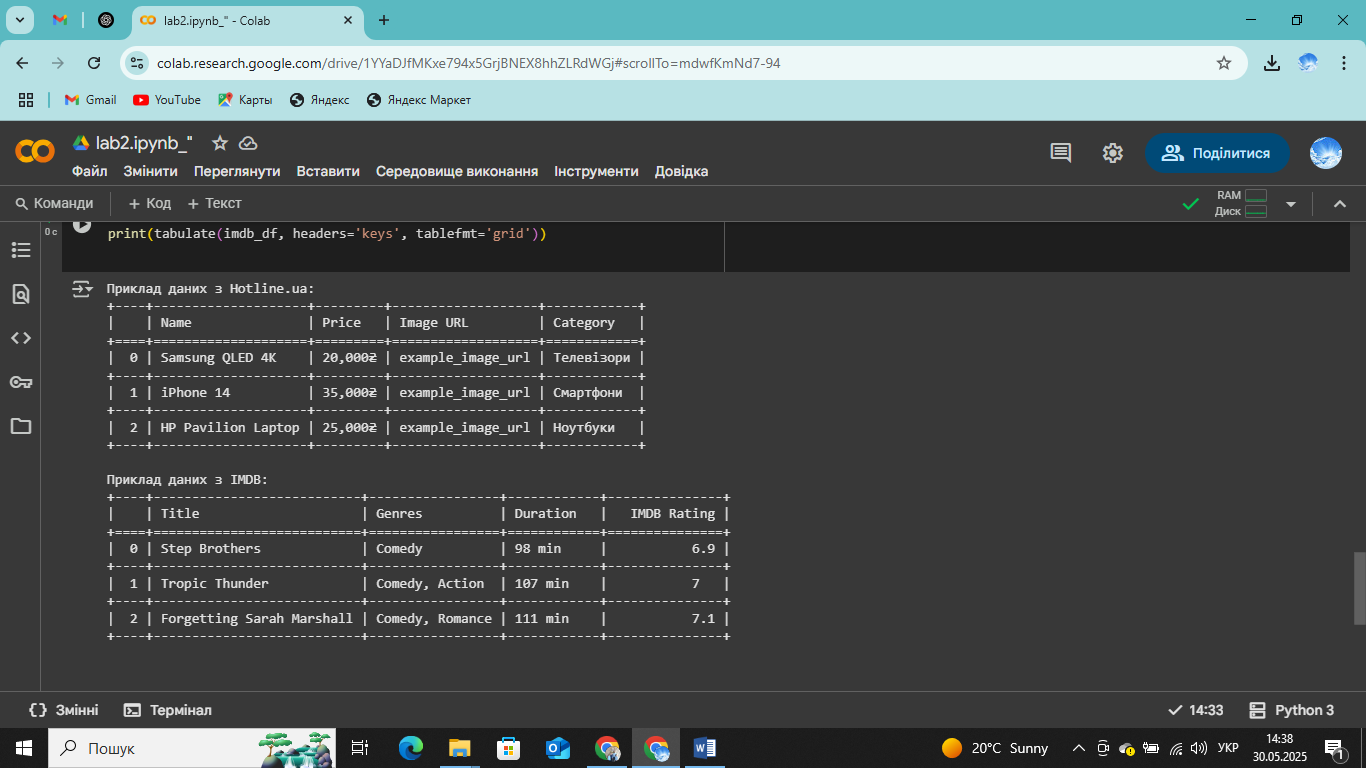 lab2.ipynb_" - Colab
colab.research.google.com/drive/1YYaDJfMKxe794x5GrjBNEX8hhZLRdWGj#scrollTo=mdwfKmNd7-94
Gmail YouTube Карты Яндекс Яндекс Маркет
lab2.ipynb_"
Файл Змінити Переглянути Вставити Середовище виконання Інструменти Довідка
Поділитися
Команди + Код + Текст
RAM
Диск
0с
print(tabulate(imdb_df, headers='keys', tablefmt='grid'))
Приклад даних з Hotline.ua:
+----+--------------------+---------+-------------------+------------+
|    | Name               | Price   | Image URL         | Category   |
+====+====================+=========+===================+============+
|  0 | Samsung QLED 4K    | 20,000₴ | example_image_url | Телевізори |
+----+--------------------+---------+-------------------+------------+
|  1 | iPhone 14          | 35,000₴ | example_image_url | Смартфони  |
+----+--------------------+---------+-------------------+------------+
|  2 | HP Pavilion Laptop | 25,000₴ | example_image_url | Ноутбуки   |
+----+--------------------+---------+-------------------+------------+
Приклад даних з IMDB:
+----+---------------------------+-----------------+------------+---------------+
|    | Title                     | Genres          | Duration   |   IMDB Rating |
+====+===========================+=================+============+===============+
|  0 | Step Brothers             | Comedy          | 98 min     |           6.9 |
+----+---------------------------+-----------------+------------+---------------+
|  1 | Tropic Thunder            | Comedy, Action  | 107 min    |           7   |
+----+---------------------------+-----------------+------------+---------------+
|  2 | Forgetting Sarah Marshall | Comedy, Romance | 111 min    |           7.1 |
+----+---------------------------+-----------------+------------+---------------+
Змінні Термінал 14:33 Python 3
Пошук
20°C Sunny
УКР
14:38
30.05.2025
1